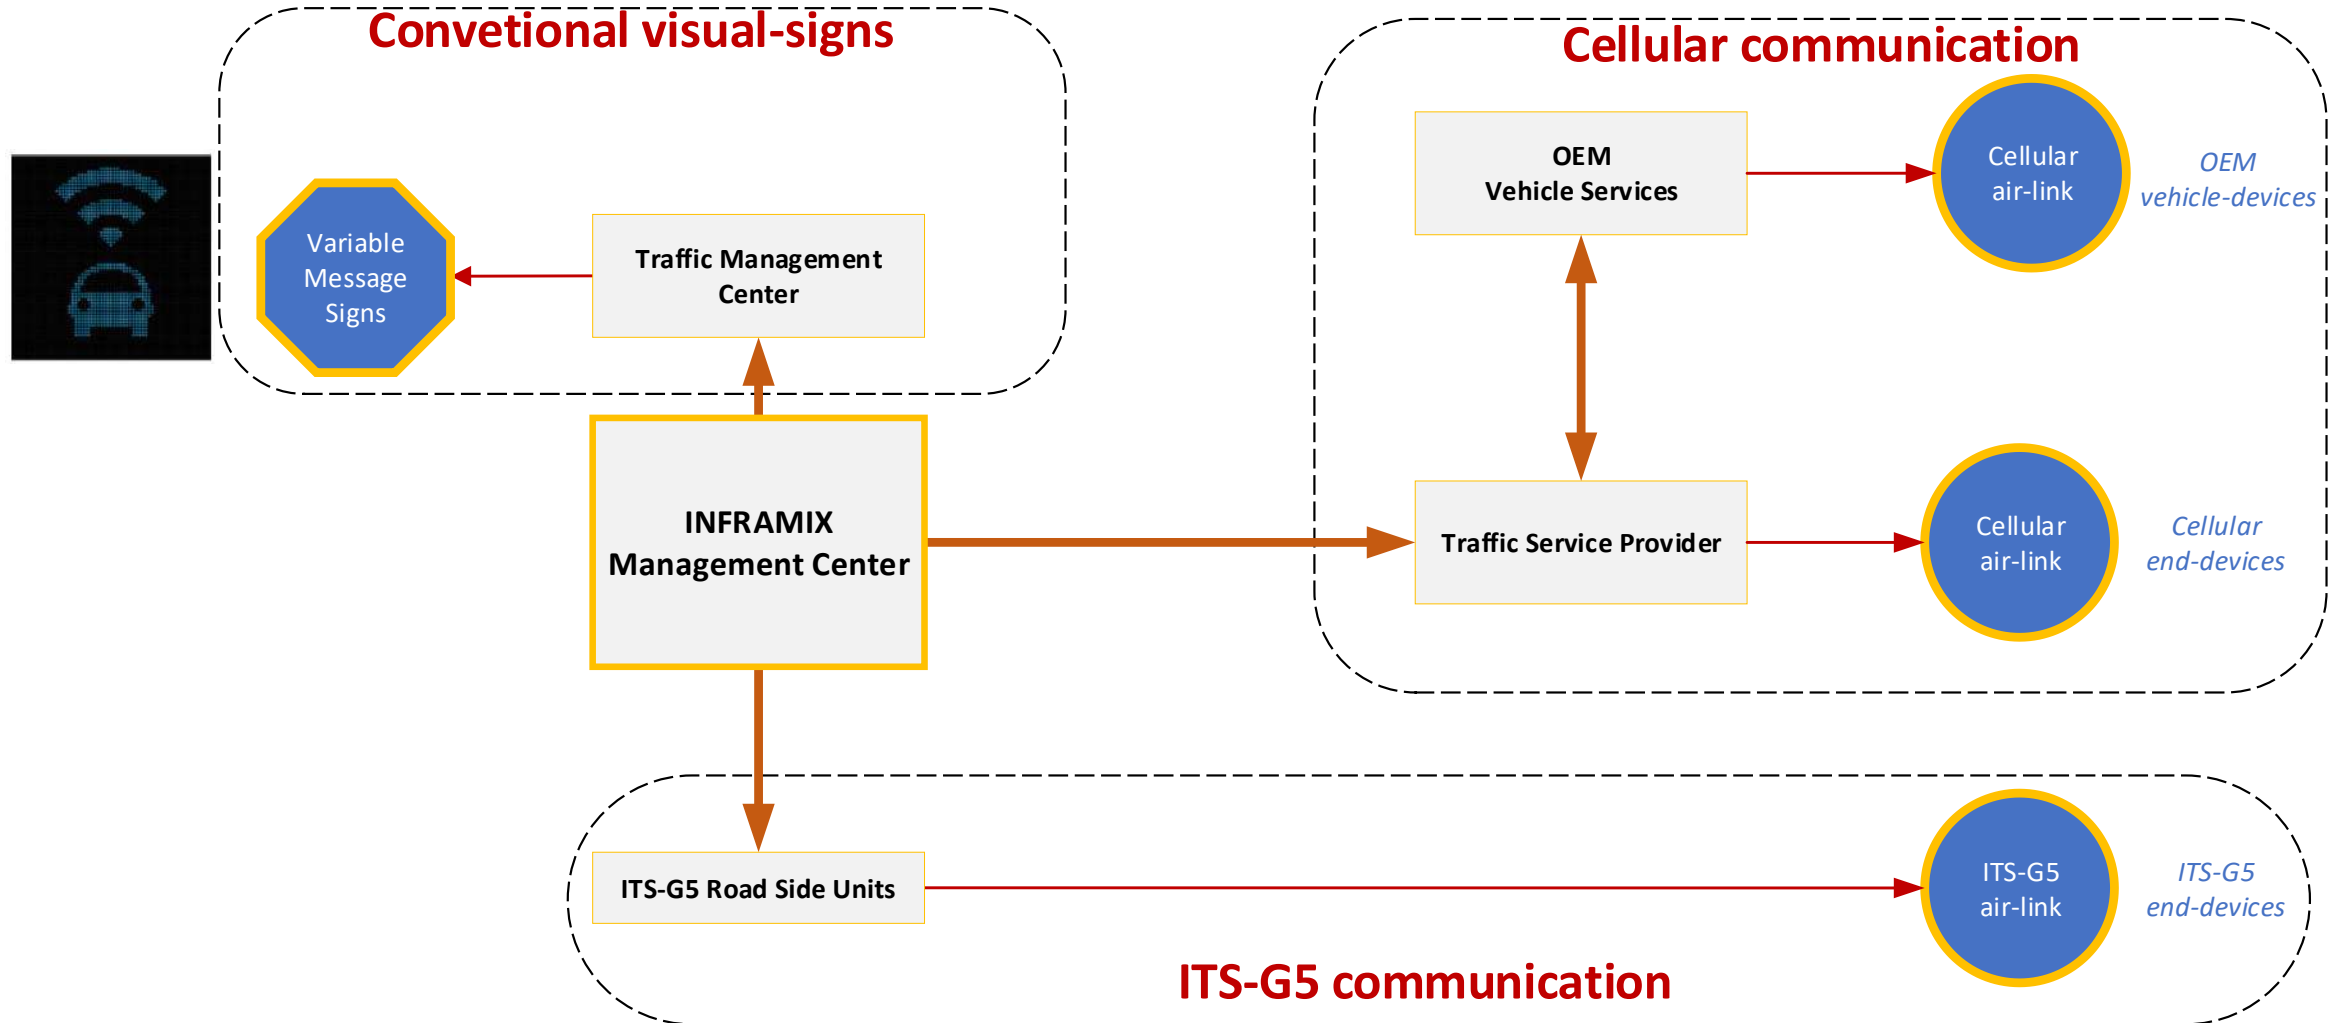 Convetional visual-signs
Variable
Message
Signs
Traffic Management
Center
Cellular communication
OEM
Vehicle Services
Cellular
air-link
OEM
vehicle-devices
INFRAMIX
Management Center
Traffic Service Provider
Cellular
air-link
Cellular
end-devices
ITS-G5 Road Side Units
ITS-G5
air-link
ITS-G5
end-devices
ITS-G5 communication